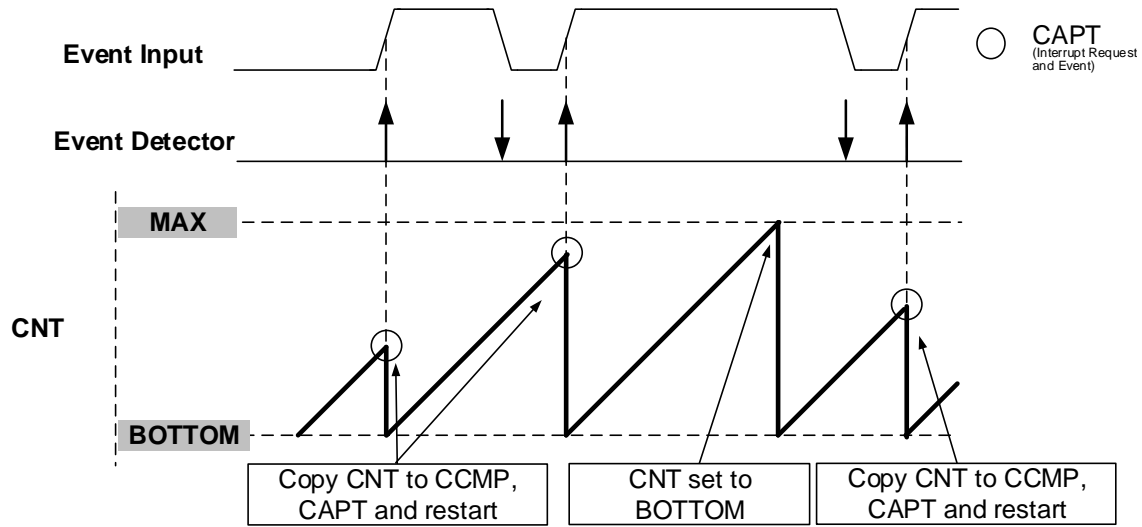 Event Input
CAPT
(Interrupt Request
and Event)
Event Detector
MAX
CNT
BOTTOM
Copy CNT to CCMP,
CAPT and restart
CNT set to
BOTTOM
Copy CNT to CCMP,
CAPT and restart